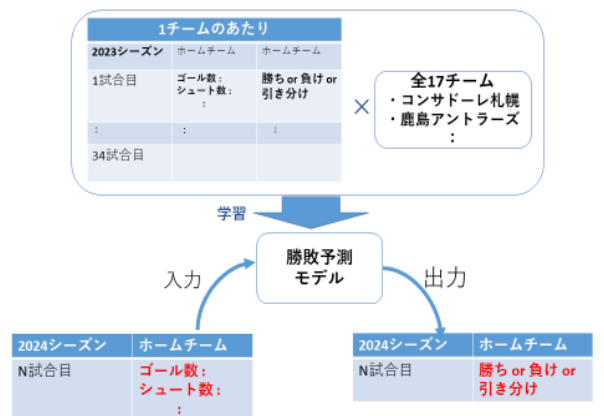 1チームのあたり
2023シーズン ホームチーム ホームチーム
1試合目 ゴール数： 勝ち or 負け or
シュート数： 引き分け
：
： ： ：
34試合目
×
全17チーム
・コンサドーレ札幌
・鹿島アントラーズ
：
学習
勝敗予測
モデル
入力
出力
2024シーズン ホームチーム
N試合目 ゴール数：
シュート数：
：
2024シーズン ホームチーム
N試合目 勝ち or 負け or
引き分け